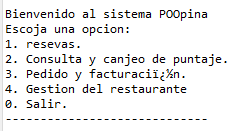 Bienvenido al sistema POOpina
Escoja una opcion:
1. resevas.
2. Consulta y canjeo de puntaje.
3. Pedido y facturaciï¿½n.
4. Gestion del restaurante
0. Salir.
-----------------------------